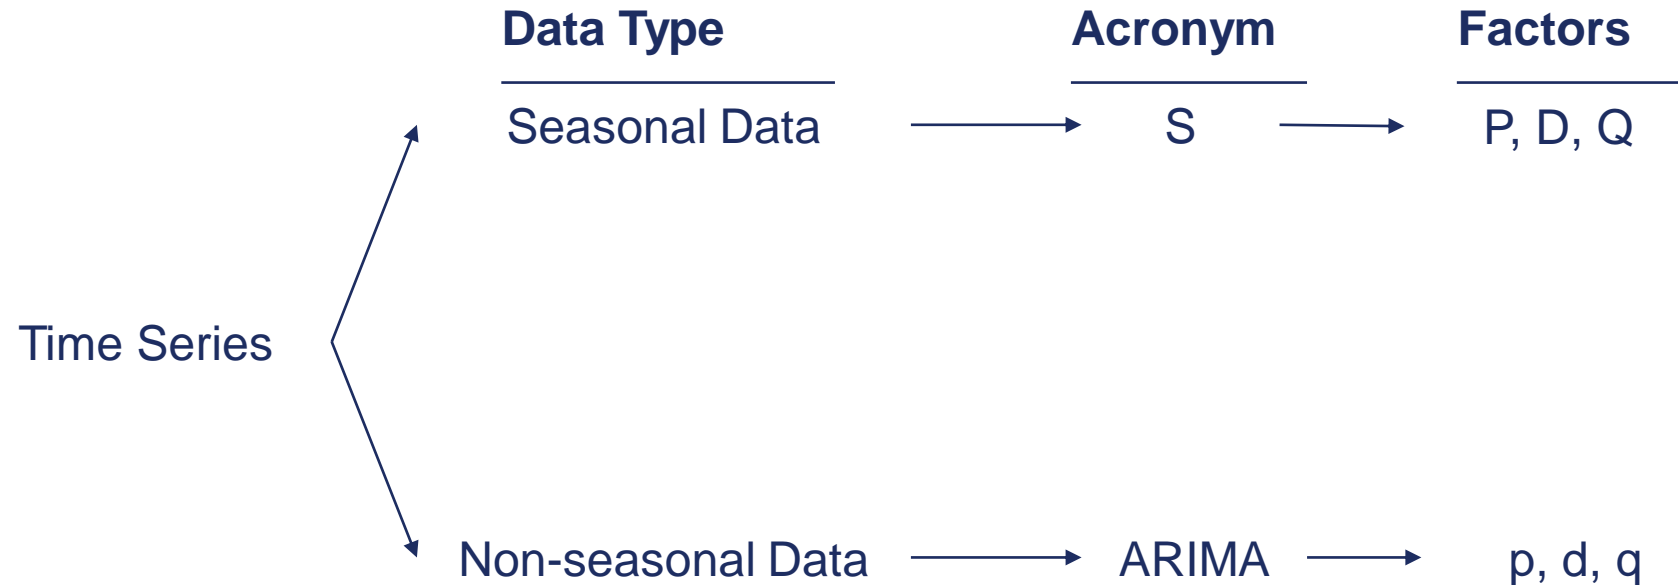 Data Type Acronym Factors
Seasonal Data S P, D, Q
Time Series
Non-seasonal Data ARIMA p, d, q